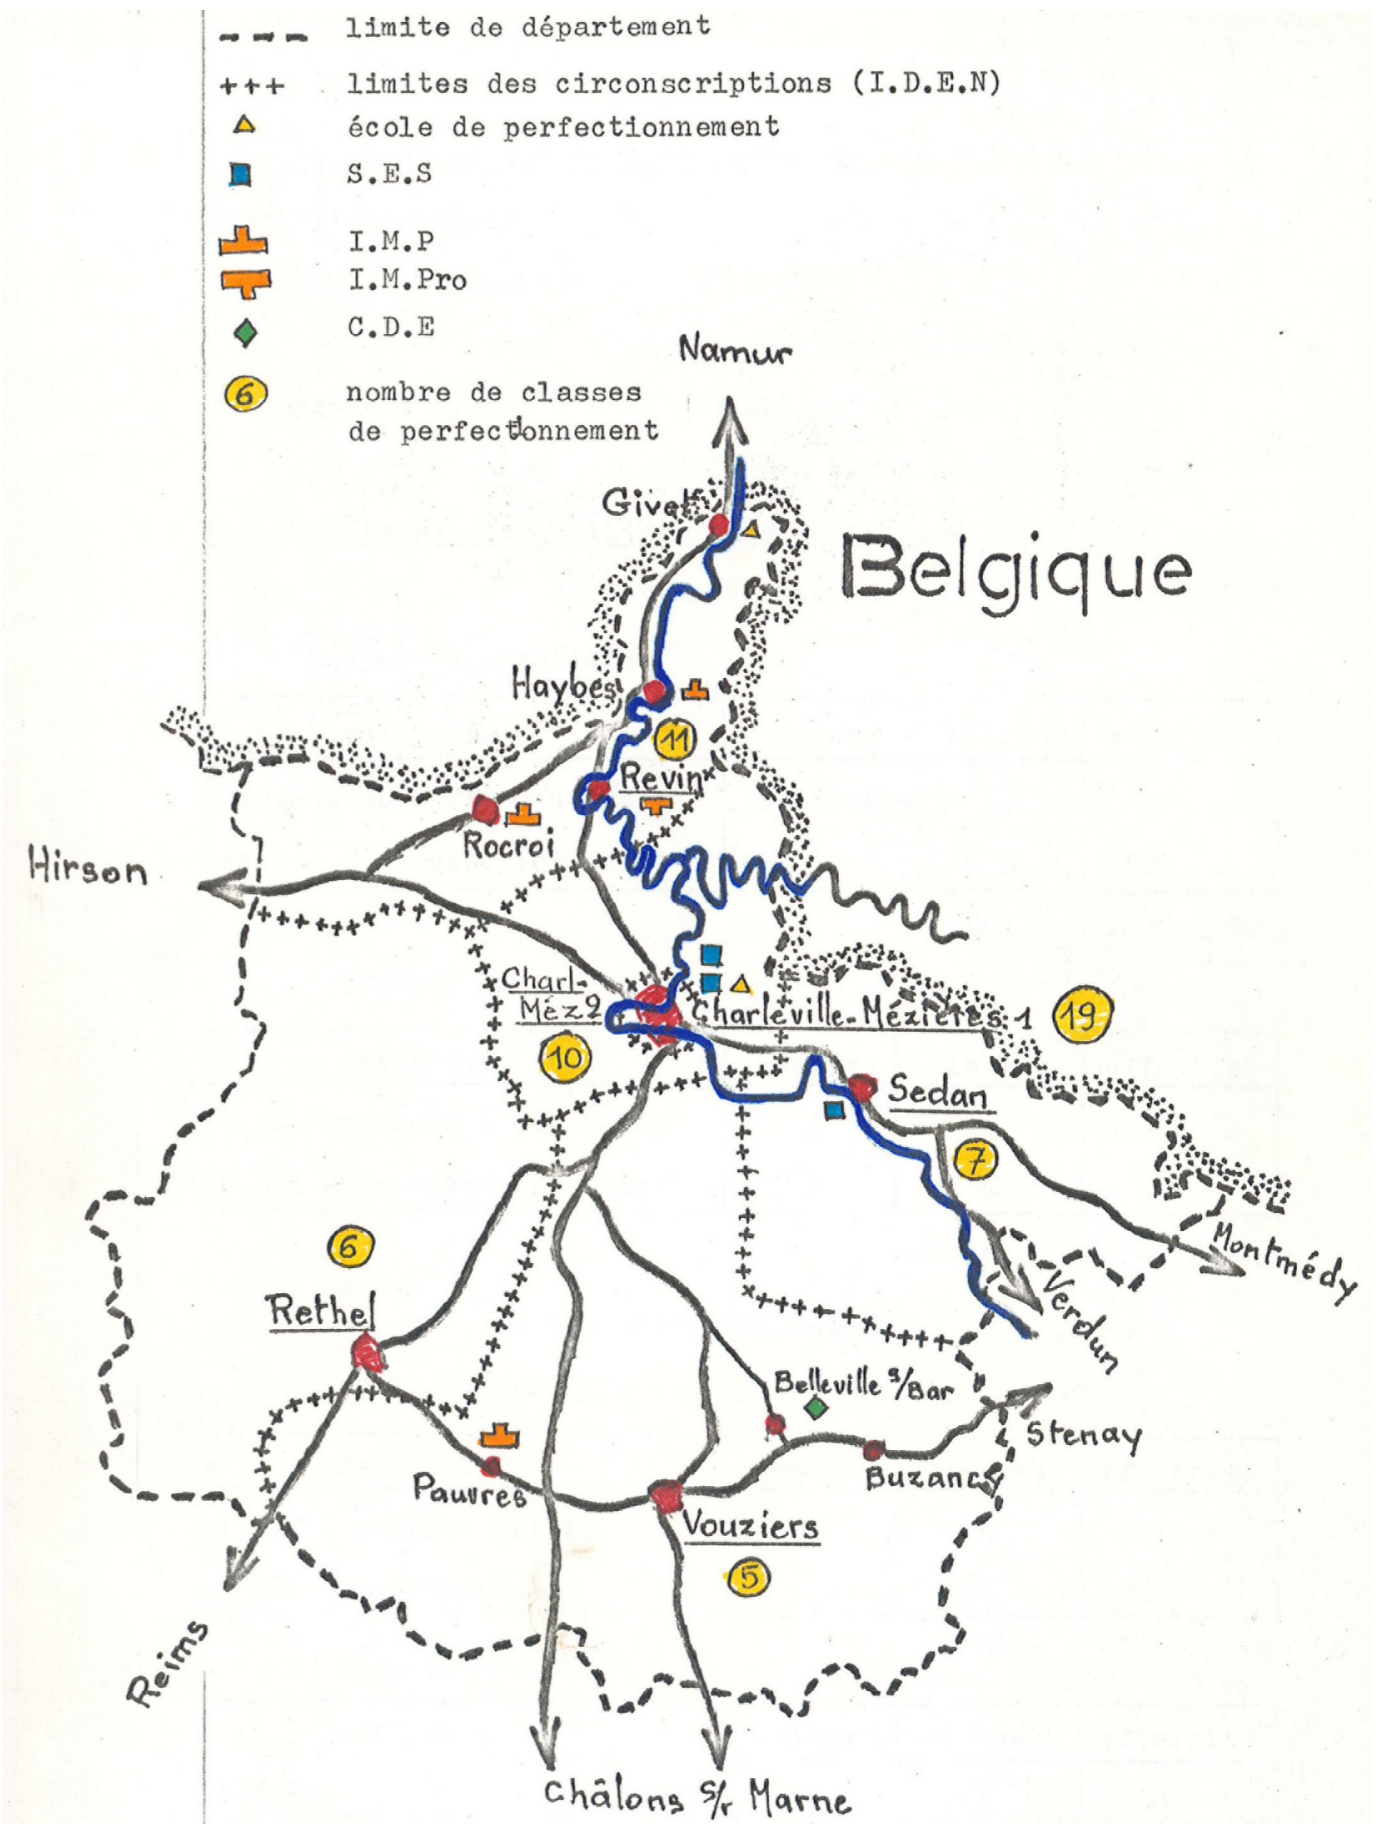 limite de département
limites des circonscriptions (I.D.E.N)
école de perfectionnement
S.E.S
I.M.P
I.M.Pro
C.D.E
6
nombre de classes
de perfectionnement
Namur
Givet
Belgique
Haybes
11
Revin
Rocroi
Hirson
Charl-
Méz 2
Charleville-Mézières 1
19
10
Sedan
7
Montmédy
6
Verdun
Rethel
Belleville s/Bar
Stenay
Buzancy
Pauvres
Vouziers
5
Reims
Châlons s/r Marne